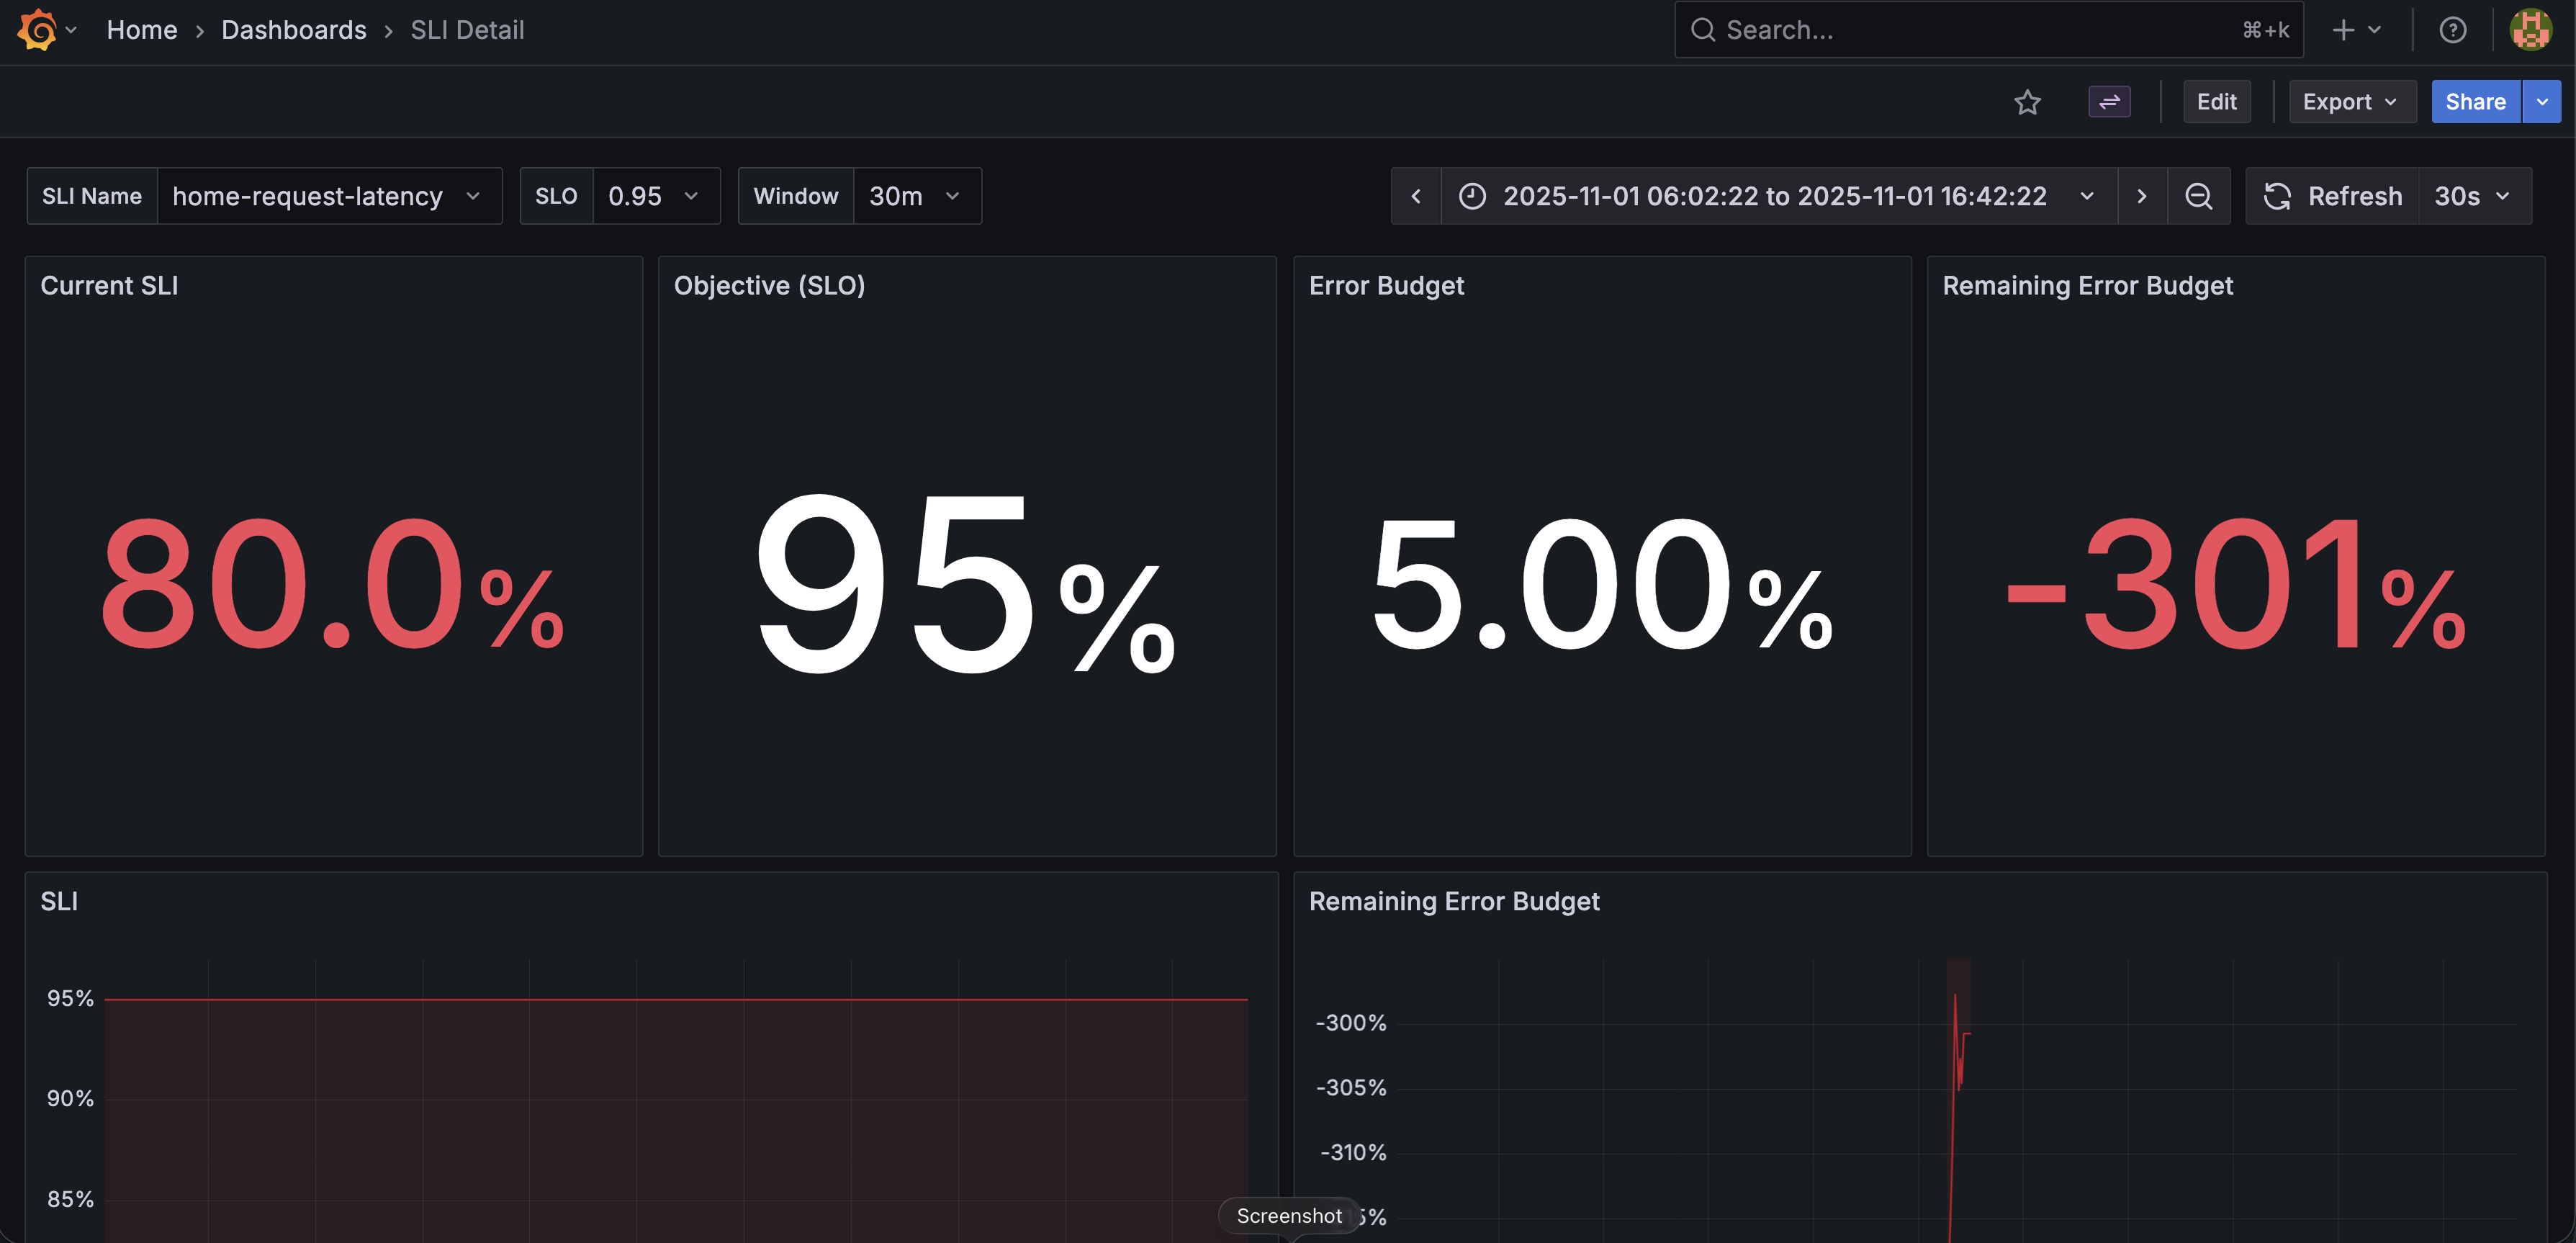 Home › Dashboards › SLI Detail
Search... ⌘+k
Edit Export Share
SLI Name home-request-latency SLO 0.95 Window 30m 2025-11-01 06:02:22 to 2025-11-01 16:42:22 Refresh 30s
Current SLI
80.0%
Objective (SLO)
95%
Error Budget
5.00%
Remaining Error Budget
-301%
SLI
95%
90%
85%
Remaining Error Budget
-300%
-305%
-310%
Screenshot